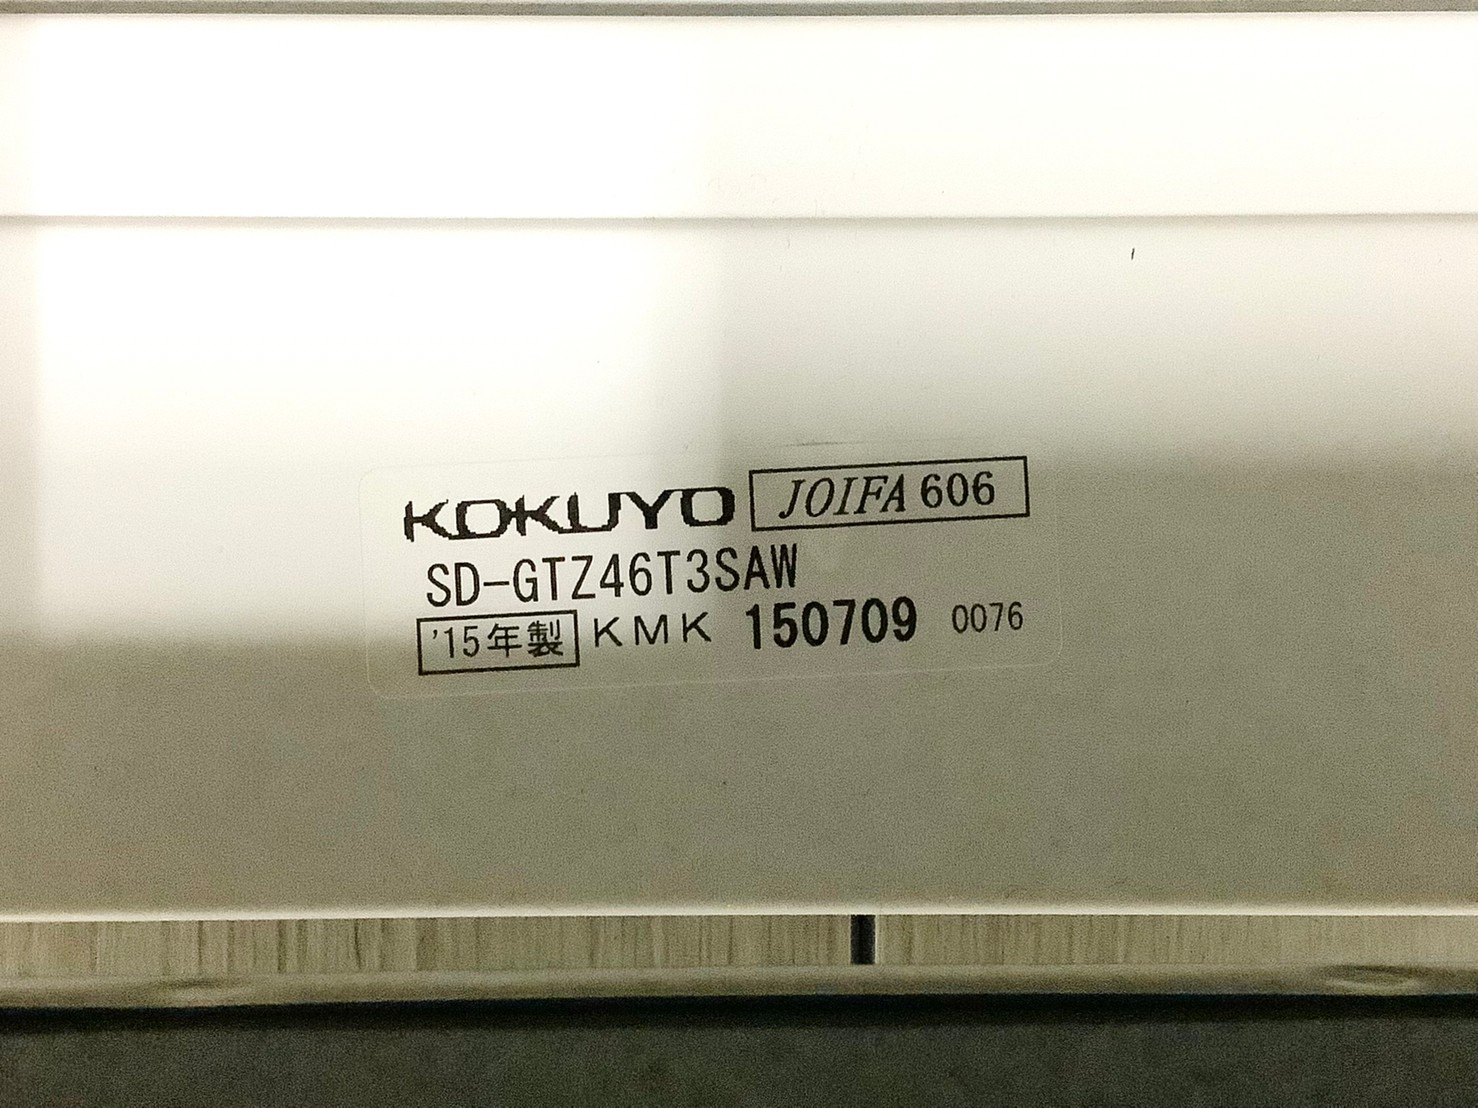 KOKUYO JOIFA 606
SD-GTZ46T3SAW
'15年製 KMK 150709 0076